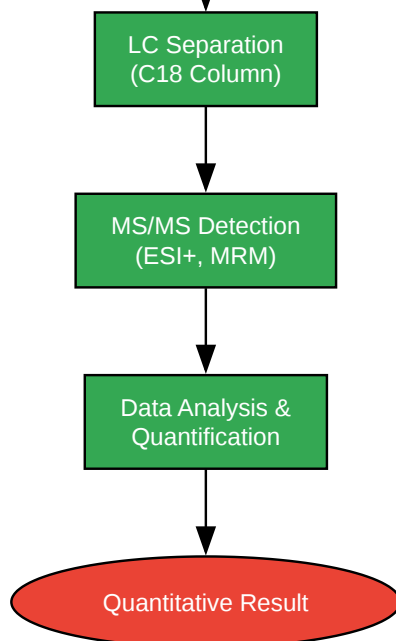 LC Separation
(C18 Column)
MS/MS Detection
(ESI+, MRM)
Data Analysis &
Quantification
Quantitative Result